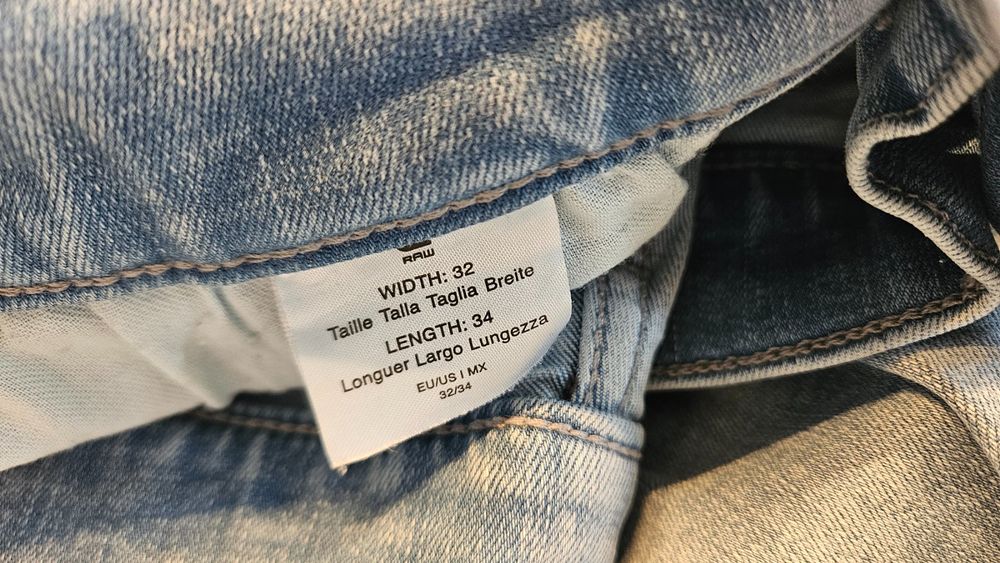 RAW
WIDTH: 32
Taille Talla Taglia Breite
LENGTH: 34
Longuer Largo Lungezza
EU/US | MX
32/34